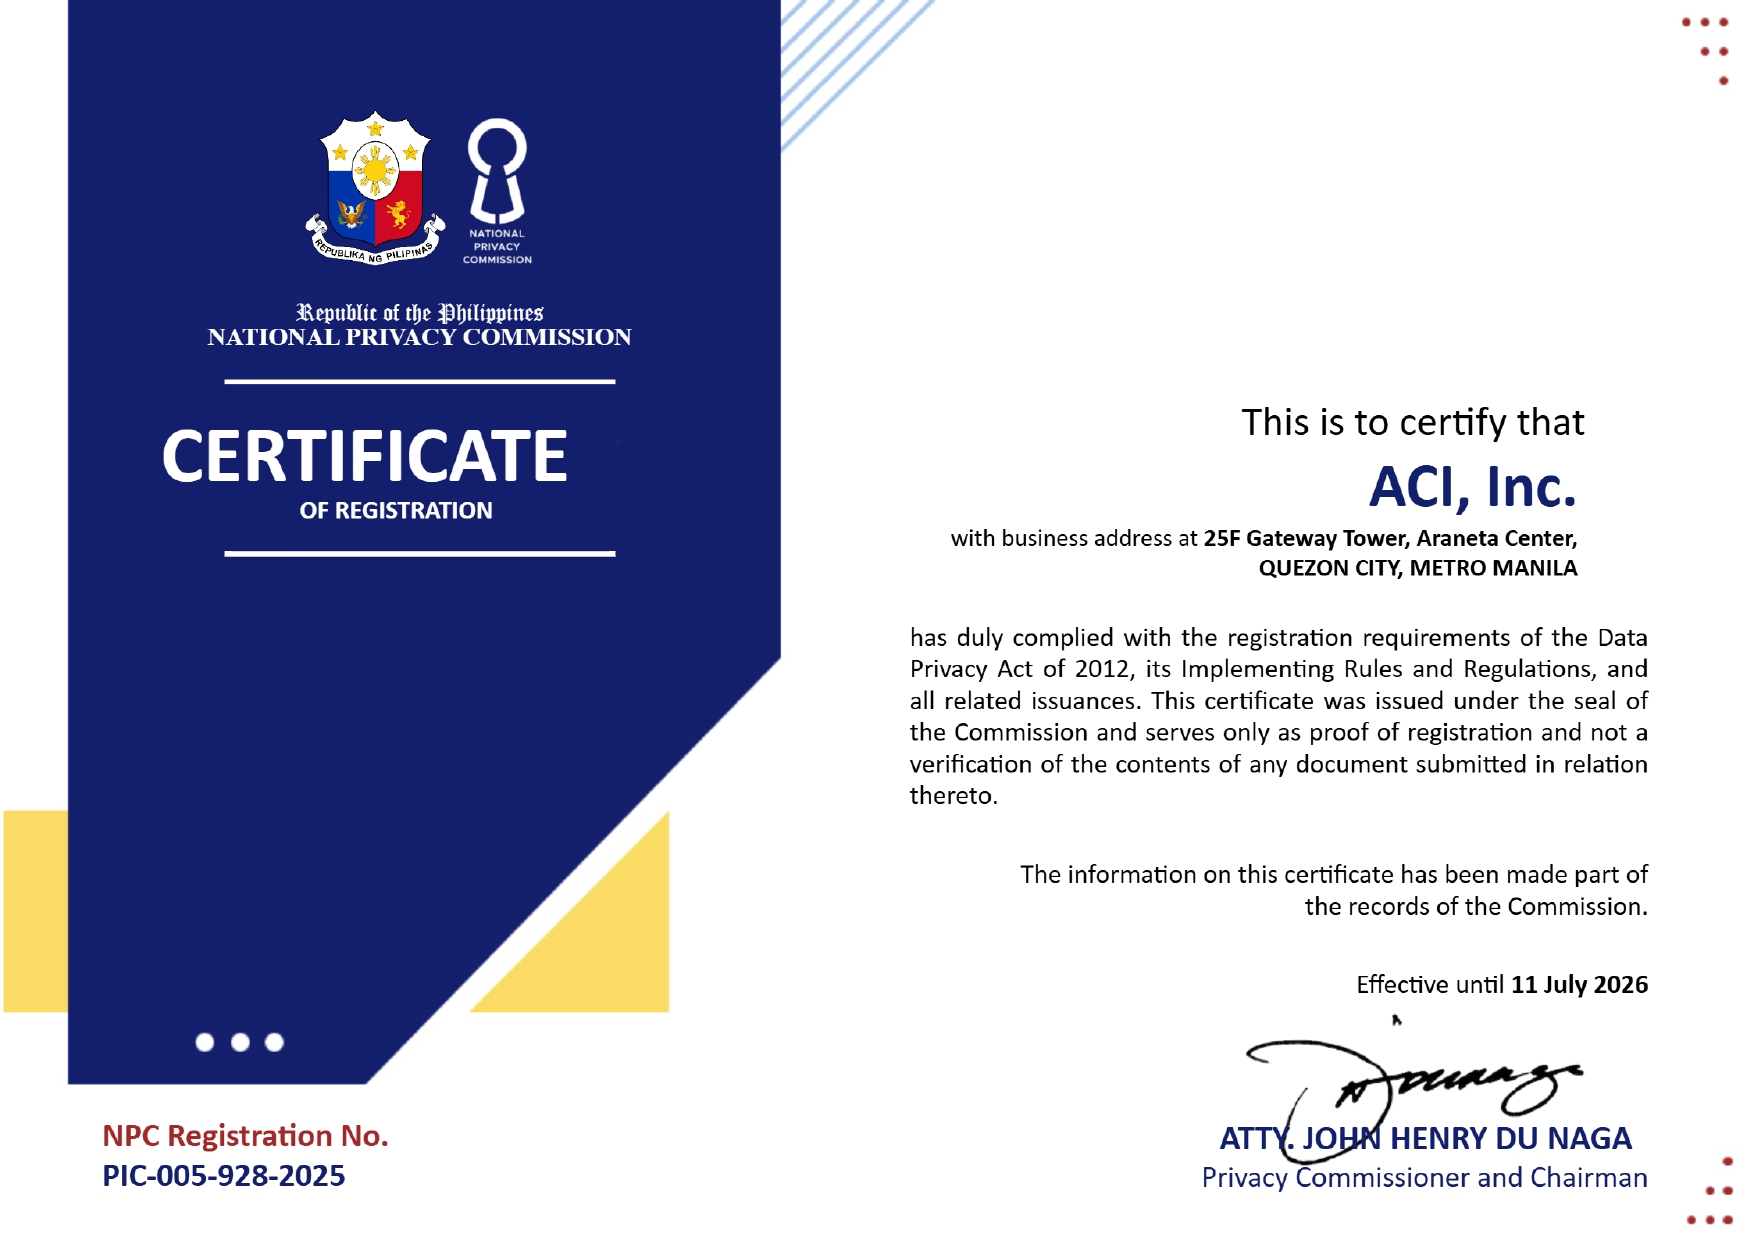 REPUBLIKA NG PILIPINAS
NATIONAL
PRIVACY
COMMISSION
Republic of the Philippines
NATIONAL PRIVACY COMMISSION
CERTIFICATE
OF REGISTRATION
This is to certify that
ACI, Inc.
with business address at 25F Gateway Tower, Araneta Center,
QUEZON CITY, METRO MANILA
has duly complied with the registration requirements of the Data
Privacy Act of 2012, its Implementing Rules and Regulations, and
all related issuances. This certificate was issued under the seal of
the Commission and serves only as proof of registration and not a
verification of the contents of any document submitted in relation
thereto.
The information on this certificate has been made part of
the records of the Commission.
Effective until 11 July 2026
ATTY. JOHN HENRY DU NAGA
Privacy Commissioner and Chairman
NPC Registration No.
PIC-005-928-2025